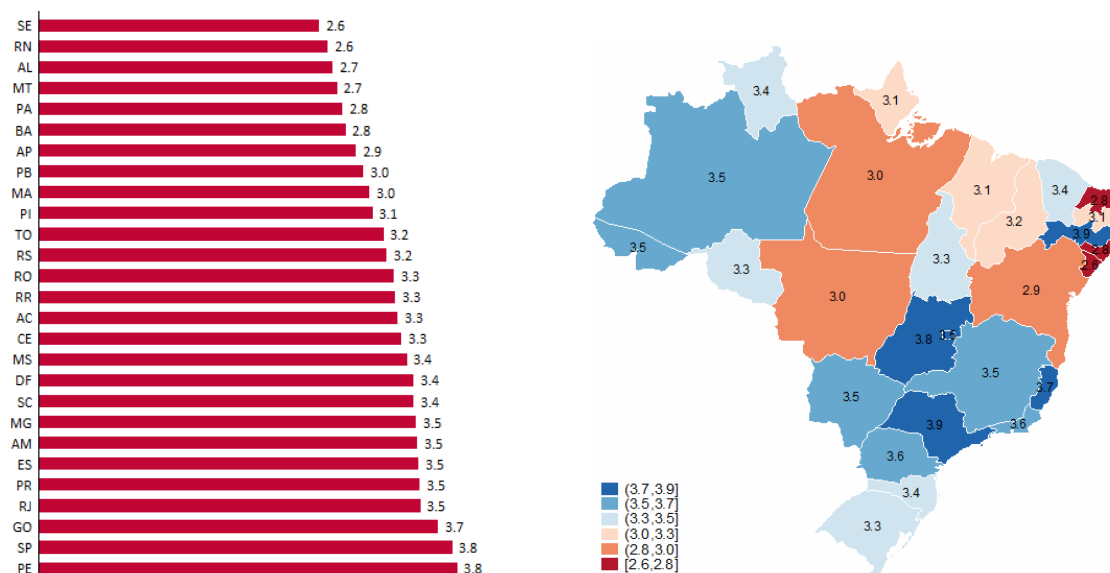 SE 2.6
RN 2.6
AL 2.7
MT 2.7
PA 2.8
BA 2.8
AP 2.9
PB 3.0
MA 3.0
PI 3.1
TO 3.2
RS 3.2
RO 3.3
RR 3.3
AC 3.3
CE 3.3
MS 3.4
DF 3.4
SC 3.4
MG 3.5
AM 3.5
ES 3.5
PR 3.5
RJ 3.5
GO 3.7
SP 3.8
PE 3.8
3.4
3.1
3.5
3.0
3.1
3.4
2.8
3.2
3.1
3.9
3.5
2.6
3.3
3.3
3.0
2.9
3.8
3.5
3.7
3.5
3.9
3.6
3.6
3.4
3.3
(3.7,3.9]
(3.5,3.7]
(3.3,3.5]
(3.0,3.3]
(2.8,3.0]
[2.6,2.8]